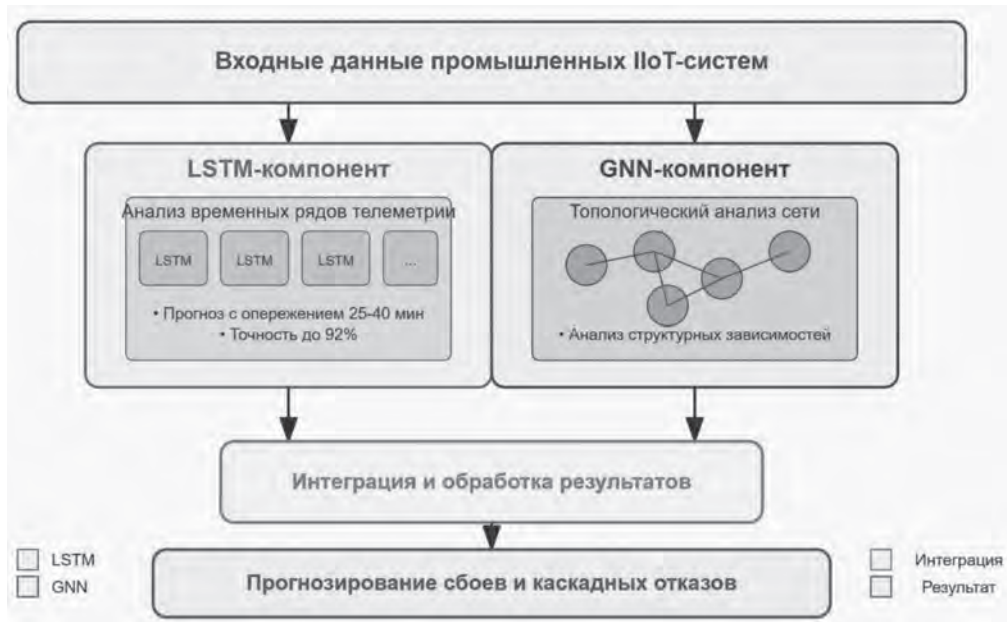 Входные данные промышленных IIoT-систем
LSTM-компонент
Анализ временных рядов телеметрии
LSTM
LSTM
LSTM
...
• Прогноз с опережением 25-40 мин
• Точность до 92%
GNN-компонент
Топологический анализ сети
• Анализ структурных зависимостей
Интеграция и обработка результатов
Прогнозирование сбоев и каскадных отказов
LSTM
GNN
Интеграция
Результат